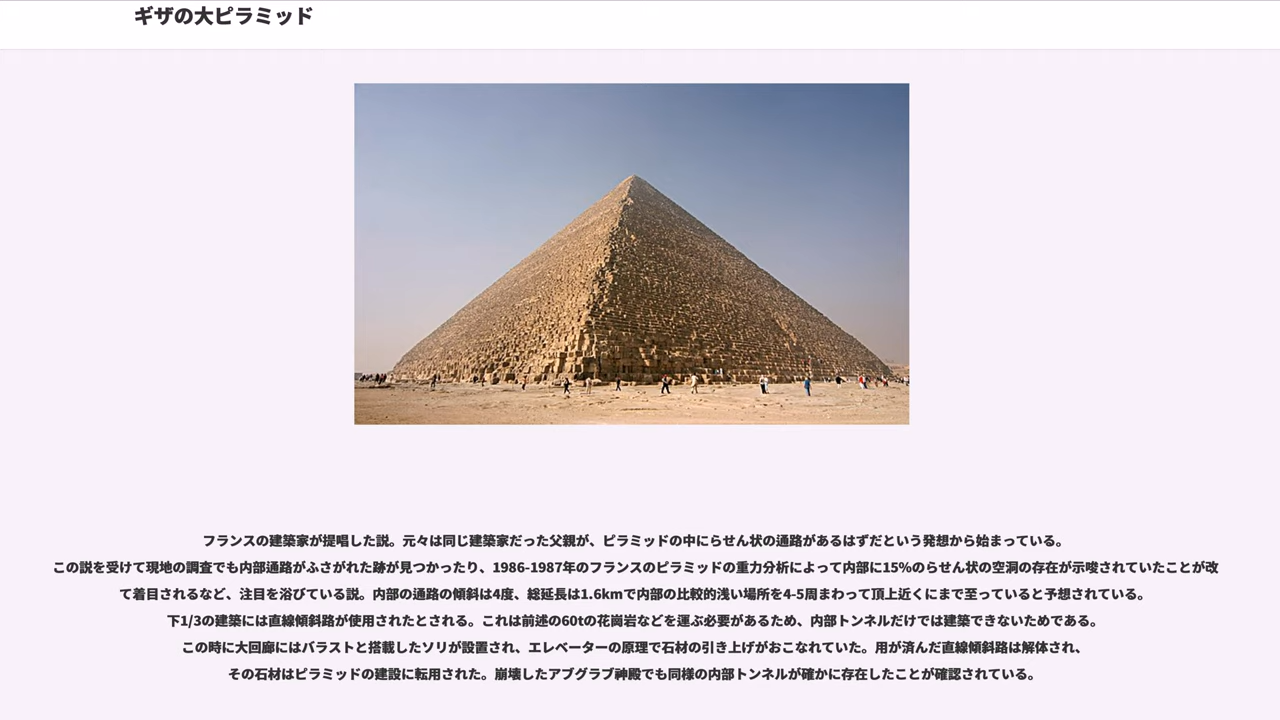 ギザの大ピラミッド
フランスの建築家が提唱した説。元々は同じ建築家だった父親が、ピラミッドの中にらせん状の通路があるはずだという発想から始まっている。
この説を受けて現地の調査でも内部通路がふさがれた跡が見つかったり、1986-1987年のフランスのピラミッドの重力分析によって内部に15%のらせん状の空洞の存在が示唆されていたことが改
て着目されるなど、注目を浴びている説。内部の通路の傾斜は4度、総延長は1.6kmで内部の比較的浅い場所を4-5周まわって頂上近くにまで至っていると予想されている。
下1/3の建築には直線傾斜路が使用されたとされる。これは前述の60tの花崗岩などを運ぶ必要があるため、内部トンネルだけでは建築できないためである。
この時に大回廊にはバラストと搭載したソリが設置され、エレベーターの原理で石材の引き上げがおこなれていた。用が済んだ直線傾斜路は解体され、
その石材はピラミッドの建設に転用された。崩壊したアブグラブ神殿でも同様の内部トンネルが確かに存在したことが確認されている。